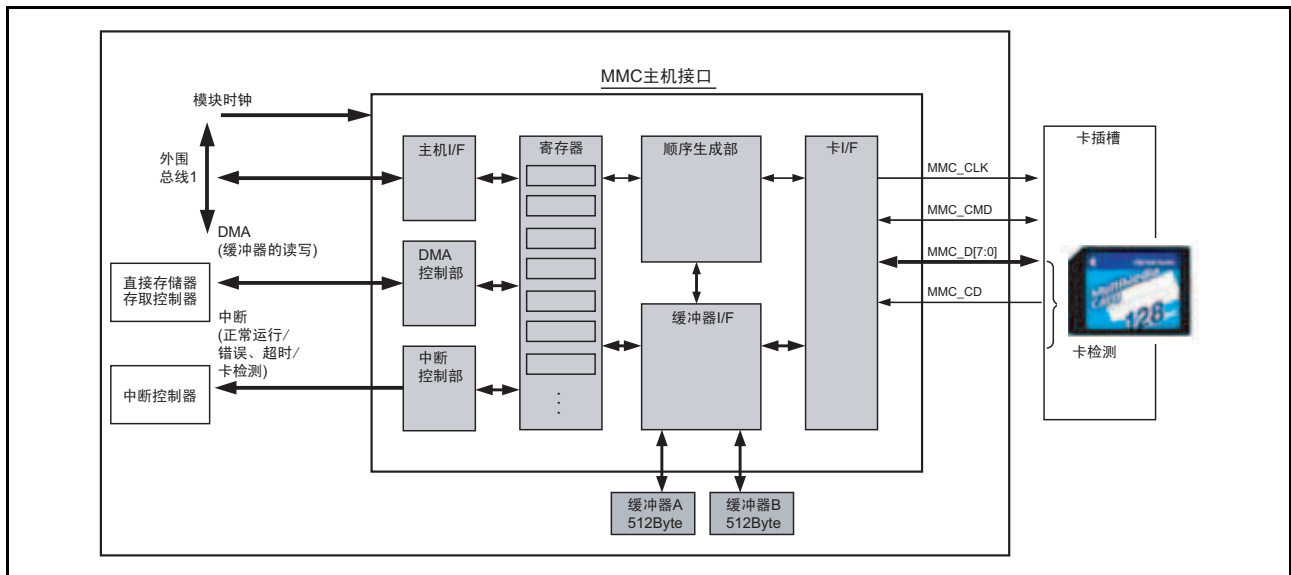 MMC主机接口
模块时钟
外围
总线1
DMA
(缓冲器的读写)
直接存储器
存取控制器
中断
(正常运行/
错误、超时/
卡检测)
中断控制器
主机I/F
DMA
控制部
中断
控制部
寄存器
顺序生成部
缓冲器I/F
卡I/F
缓冲器A
512Byte
缓冲器B
512Byte
MMC_CLK
MMC_CMD
MMC_D[7:0]
MMC_CD
卡插槽
MultiMedia
Card
128
卡检测